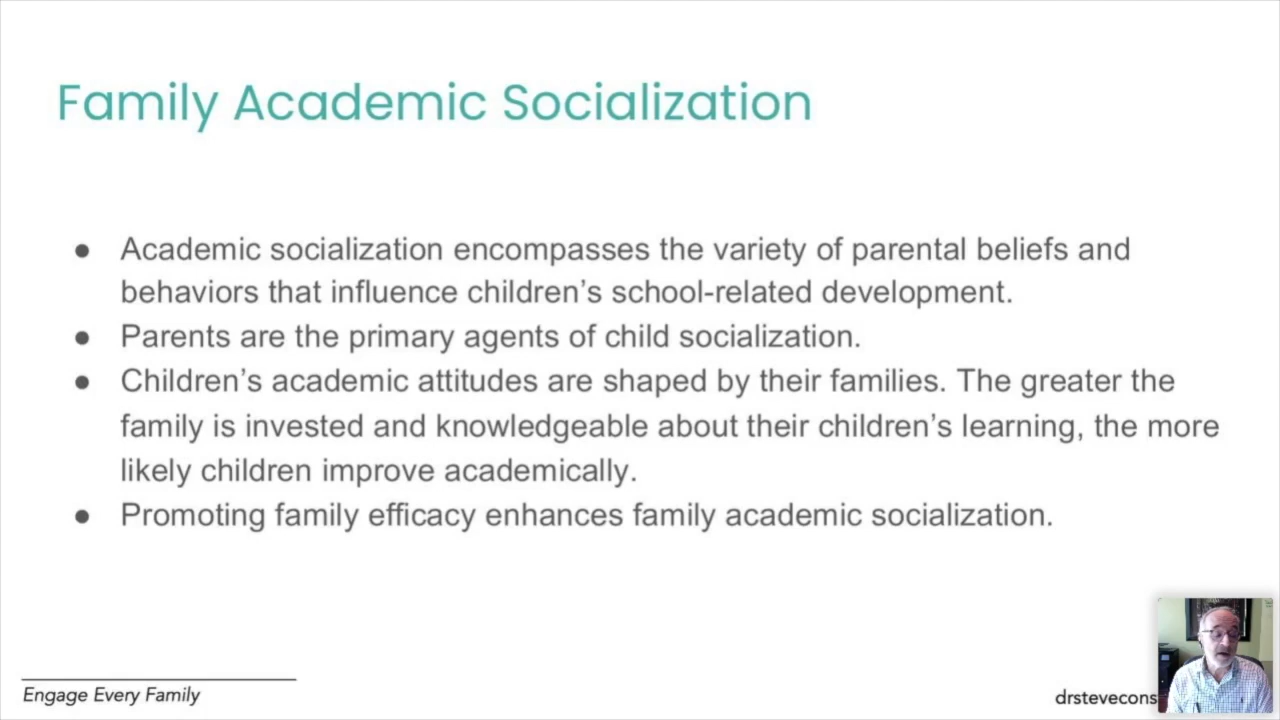 Family Academic Socialization
● Academic socialization encompasses the variety of parental beliefs and
behaviors that influence children’s school-related development.
● Parents are the primary agents of child socialization.
● Children’s academic attitudes are shaped by their families. The greater the
family is invested and knowledgeable about their children’s learning, the more
likely children improve academically.
● Promoting family efficacy enhances family academic socialization.
Engage Every Family
drstevecons